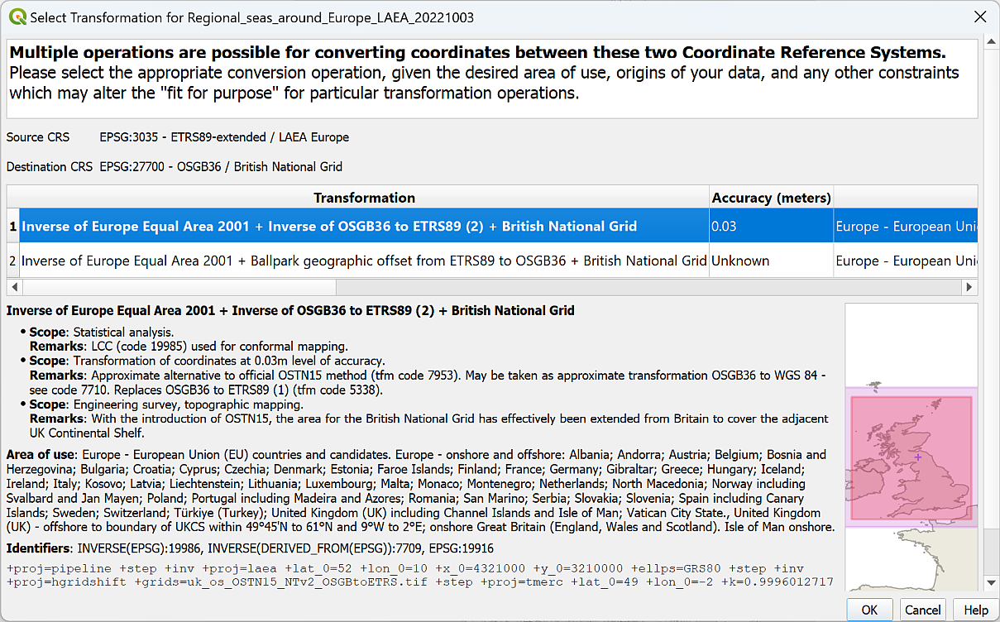 Select Transformation for Regional_seas_around_Europe_LAEA_20221003
Multiple operations are possible for converting coordinates between these two Coordinate Reference Systems.
Please select the appropriate conversion operation, given the desired area of use, origins of your data, and any other constraints
which may alter the "fit for purpose" for particular transformation operations.
Source CRS EPSG:3035 - ETRS89-extended / LAEA Europe
Destination CRS EPSG:27700 - OSGB36 / British National Grid
Transformation Accuracy (meters)
1 Inverse of Europe Equal Area 2001 + Inverse of OSGB36 to ETRS89 (2) + British National Grid 0.03 Europe - European Uni
2 Inverse of Europe Equal Area 2001 + Ballpark geographic offset from ETRS89 to OSGB36 + British National Grid Unknown Europe - European Uni
Inverse of Europe Equal Area 2001 + Inverse of OSGB36 to ETRS89 (2) + British National Grid
• Scope: Statistical analysis.
Remarks: LCC (code 19985) used for conformal mapping.
• Scope: Transformation of coordinates at 0.03m level of accuracy.
Remarks: Approximate alternative to official OSTN15 method (tfm code 7953). May be taken as approximate transformation OSGB36 to WGS 84 -
see code 7710. Replaces OSGB36 to ETRS89 (1) (tfm code 5338).
• Scope: Engineering survey, topographic mapping.
Remarks: With the introduction of OSTN15, the area for the British National Grid has effectively been extended from Britain to cover the adjacent
UK Continental Shelf.
Area of use: Europe - European Union (EU) countries and candidates. Europe - onshore and offshore: Albania; Andorra; Austria; Belgium; Bosnia and
Herzegovina; Bulgaria; Croatia; Cyprus; Czechia; Denmark; Estonia; Faroe Islands; Finland; France; Germany; Gibraltar; Greece; Hungary; Iceland;
Ireland; Italy; Kosovo; Latvia; Liechtenstein; Lithuania; Luxembourg; Malta; Monaco; Montenegro; Netherlands; North Macedonia; Norway including
Svalbard and Jan Mayen; Poland; Portugal including Madeira and Azores; Romania; San Marino; Serbia; Slovakia; Slovenia; Spain including Canary
Islands; Sweden; Switzerland; Türkiye (Turkey); United Kingdom (UK) including Channel Islands and Isle of Man; Vatican City State., United Kingdom
(UK) - offshore to boundary of UKCS within 49°45'N to 61°N and 9°W to 2°E; onshore Great Britain (England, Wales and Scotland). Isle of Man onshore.
Identifiers: INVERSE(EPSG):19986, INVERSE(DERIVED_FROM(EPSG)):7709, EPSG:19916
+proj=pipeline +step +inv +proj=laea +lat_0=52 +lon_0=10 +x_0=4321000 +y_0=3210000 +ellps=GRS80 +step +inv
+proj=hgridshift +grids=uk_os_OSTN15_NTv2_OSGBtoETRS.tif +step +proj=tmerc +lat_0=49 +lon_0=-2 +k=0.9996012717
OK Cancel Help